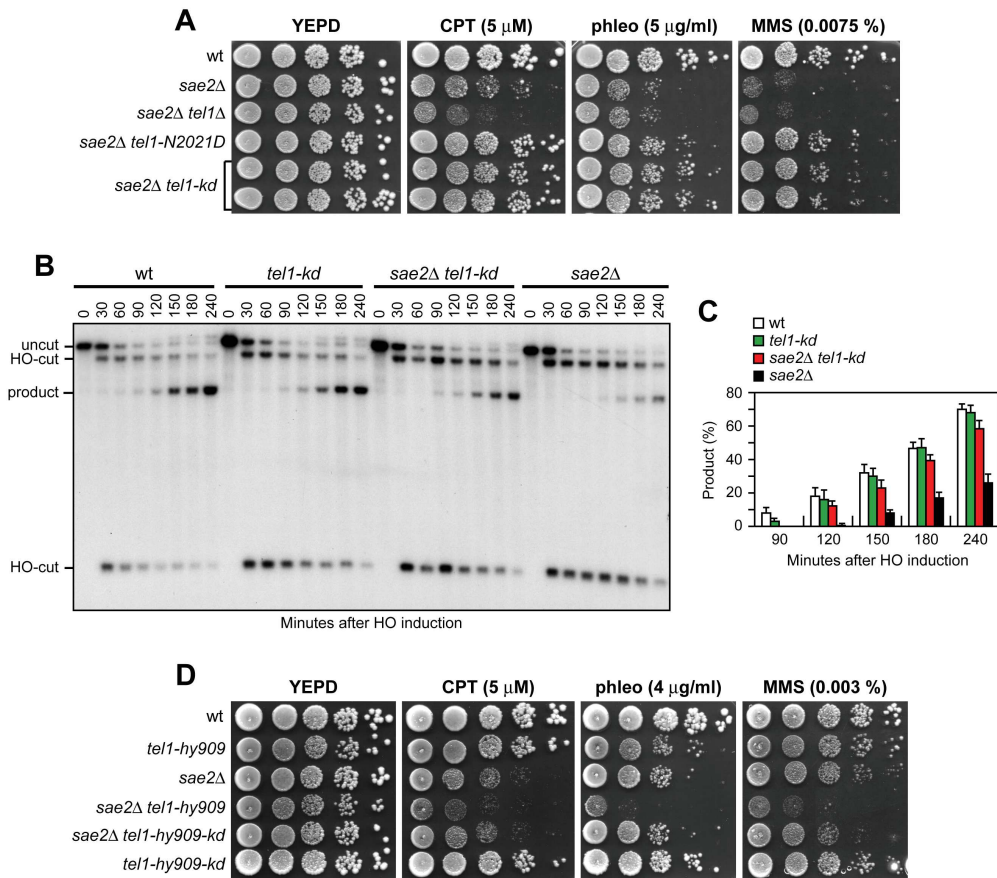 A
YEPD CPT (5 μM) phleo (5 μg/ml) MMS (0.0075 %)
wt
sae2Δ
sae2Δ tel1Δ
sae2Δ tel1-N2021D
sae2Δ tel1-kd
B
wt tel1-kd sae2Δ tel1-kd sae2Δ
0 30 60 90 120 150 180 240 0 30 60 90 120 150 180 240 0 30 60 90 120 150 180 240 0 30 60 90 120 150 180 240
uncut
HO-cut
product
HO-cut
Minutes after HO induction
C
wt
tel1-kd
sae2Δ tel1-kd
sae2Δ
Product (%)
80
60
40
20
0
90 120 150 180 240
Minutes after HO induction
D
YEPD CPT (5 μM) phleo (4 μg/ml) MMS (0.003 %)
wt
tel1-hy909
sae2Δ
sae2Δ tel1-hy909
sae2Δ tel1-hy909-kd
tel1-hy909-kd